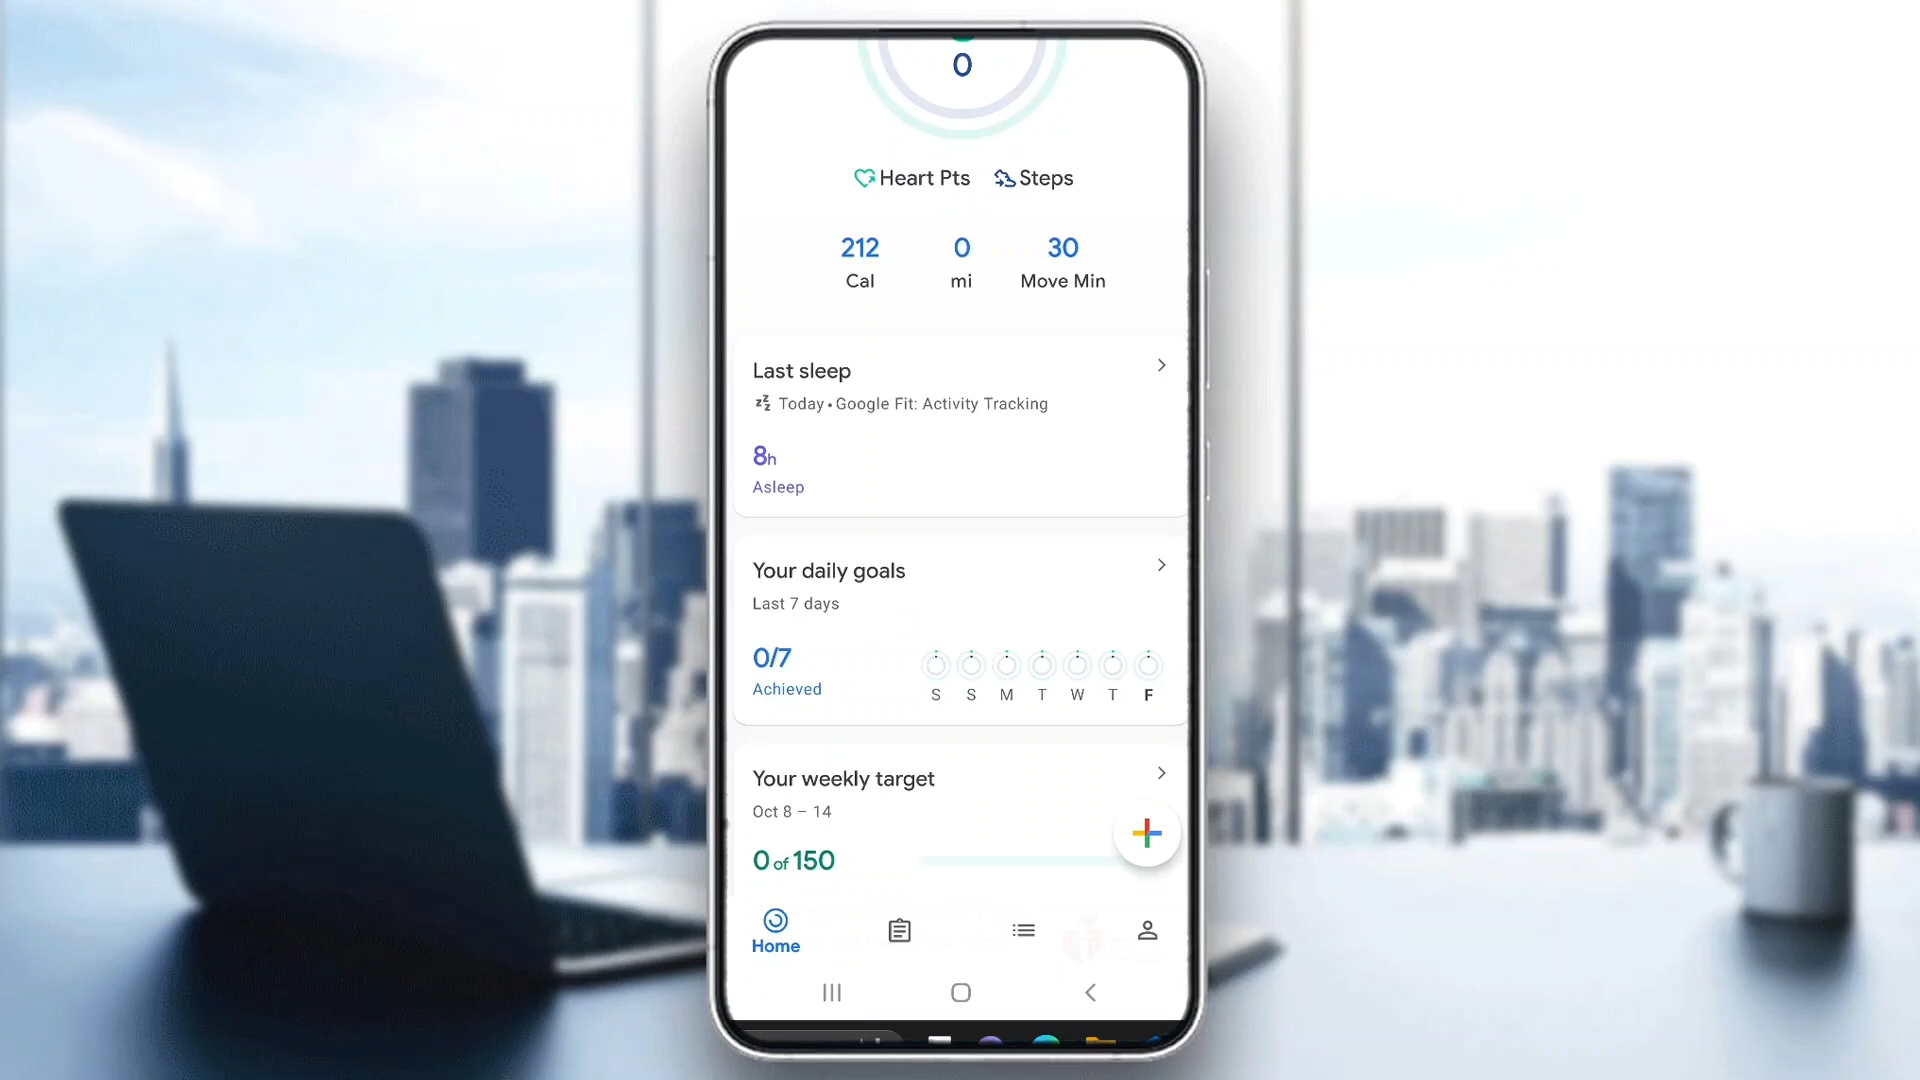 0
Heart Pts Steps
212 0 30
Cal mi Move Min
Last sleep
Today • Google Fit: Activity Tracking
8h
Asleep
Your daily goals
Last 7 days
0/7
Achieved
S S M T W T F
Your weekly target
Oct 8 – 14
0 of 150
Home